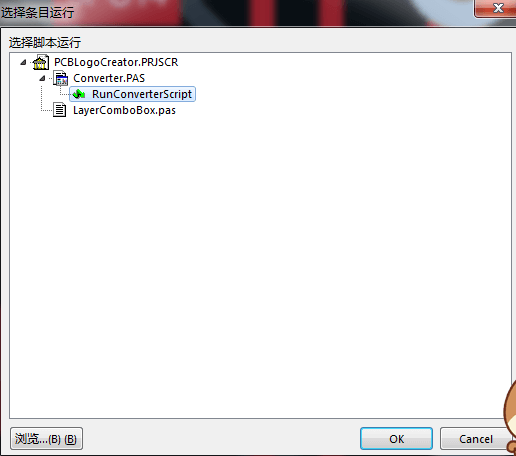 选择条目运行
选择脚本运行
PCBLogoCreator.PRJSCR
Converter.PAS
RunConverterScript
LayerComboBox.pas
浏览...(B) (B)
OK
Cancel